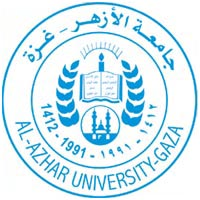 جامعة الأزهر - غزة
1412 - 1991 - ١٩٩١ - ١٤١٢
AL-AZHAR UNIVERSITY-GAZA